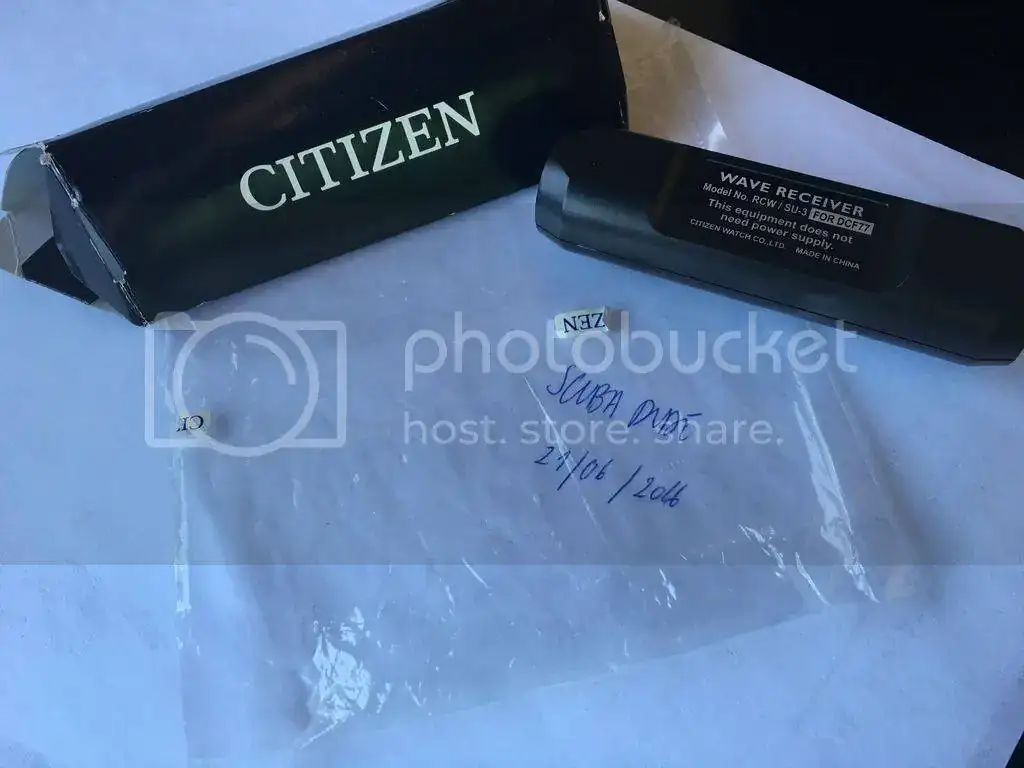 CITIZEN
WAVE RECEIVER
Model No. RCW / SU-3 FOR DCF77
This equipment does not
need power supply.
CITIZEN WATCH CO., LTD. MADE IN CHINA
ZEN
photobucket
host. store. share.
SCUBA DUDE
21/06/2016